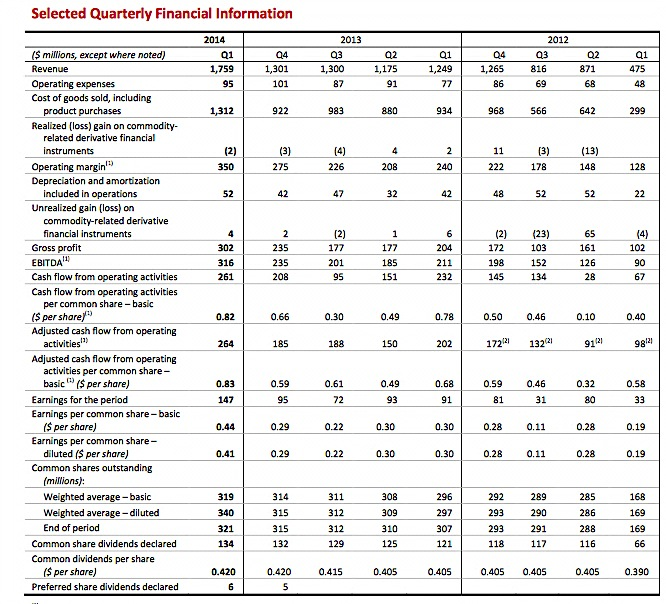 Selected Quarterly Financial Information
2014 2013 2012
($ millions, except where noted) Q1 Q4 Q3 Q2 Q1 Q4 Q3 Q2 Q1
Revenue 1,759 1,301 1,300 1,175 1,249 1,265 816 871 475
Operating expenses 95 101 87 91 77 86 69 68 48
Cost of goods sold, including
product purchases 1,312 922 983 880 934 968 566 642 299
Realized (loss) gain on commodity-
related derivative financial
instruments (2) (3) (4) 4 2 11 (3) (13)
Operating margin(1) 350 275 226 208 240 222 178 148 128
Depreciation and amortization
included in operations 52 42 47 32 42 48 52 52 22
Unrealized gain (loss) on
commodity-related derivative
financial instruments 4 2 (2) 1 6 (2) (23) 65 (4)
Gross profit 302 235 177 177 204 172 103 161 102
EBITDA(1) 316 235 201 185 211 198 152 126 90
Cash flow from operating activities 261 208 95 151 232 145 134 28 67
Cash flow from operating activities
per common share – basic
($ per share)(1) 0.82 0.66 0.30 0.49 0.78 0.50 0.46 0.10 0.40
Adjusted cash flow from operating
activities(1) 264 185 188 150 202 172(2) 132(2) 91(2) 98(2)
Adjusted cash flow from operating
activities per common share –
basic (1) ($ per share) 0.83 0.59 0.61 0.49 0.68 0.59 0.46 0.32 0.58
Earnings for the period 147 95 72 93 91 81 31 80 33
Earnings per common share – basic
($ per share) 0.44 0.29 0.22 0.30 0.30 0.28 0.11 0.28 0.19
Earnings per common share –
diluted ($ per share) 0.41 0.29 0.22 0.30 0.30 0.28 0.11 0.28 0.19
Common shares outstanding
(millions):
Weighted average – basic 319 314 311 308 296 292 289 285 168
Weighted average – diluted 340 315 312 309 297 293 290 286 169
End of period 321 315 312 310 307 293 291 288 169
Common share dividends declared 134 132 129 125 121 118 117 116 66
Common dividends per share
($ per share) 0.420 0.420 0.415 0.405 0.405 0.405 0.405 0.405 0.390
Preferred share dividends declared 6 5